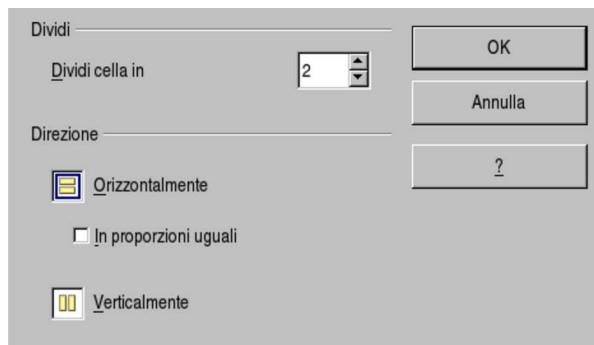 Dividi
Dividi cella in 2
Direzione
Orizzontalmente
In proporzioni uguali
Verticalmente
OK
Annulla
?